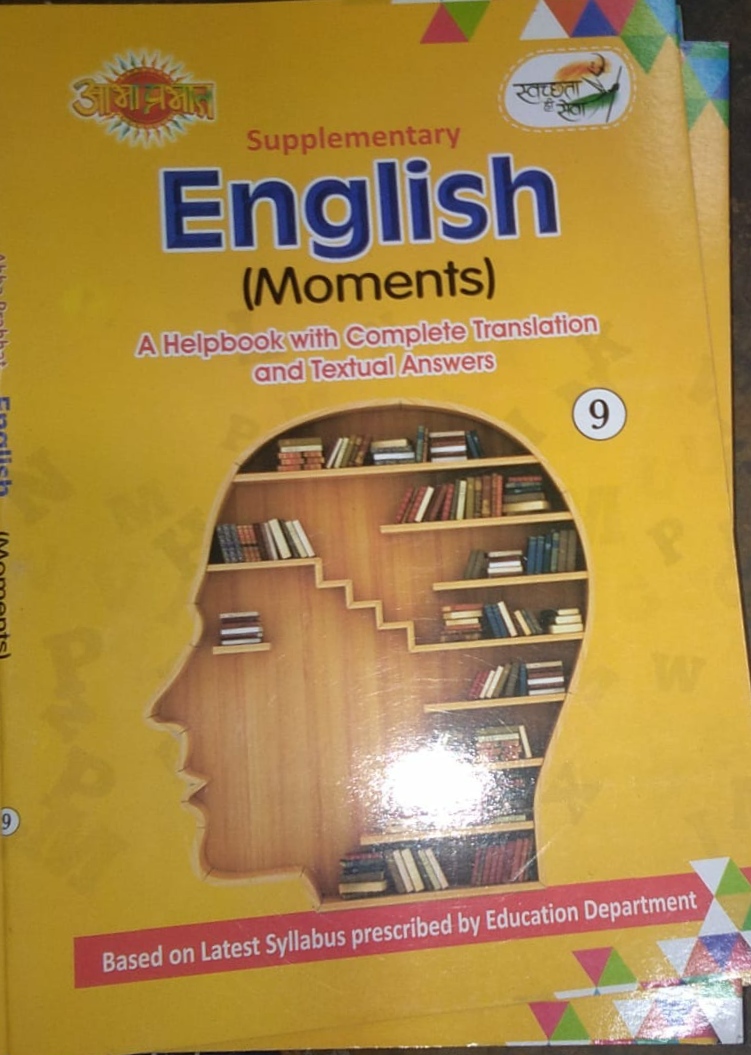 आभा प्रभात
स्वच्छता
ही
सेवा
Supplementary
English
(Moments)
A Helpbook with Complete Translation
and Textual Answers
9
Based on Latest Syllabus prescribed by Education Department
English
(Moments)
9